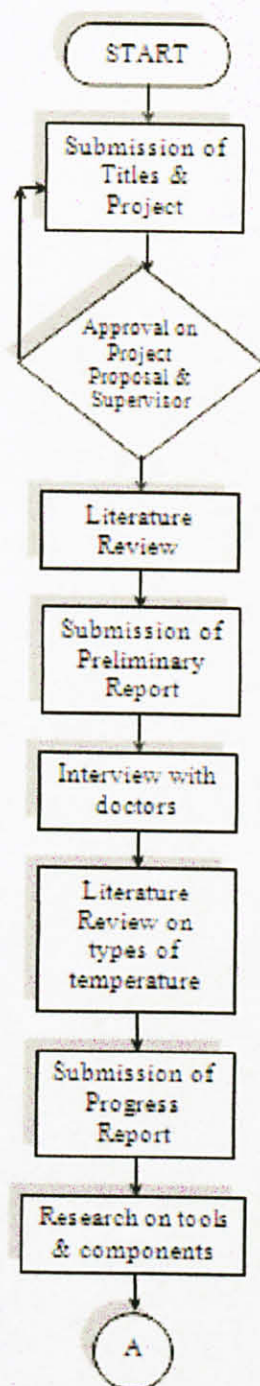 START
Submission of
Titles &
Project
Approval on
Project
Proposal &
Supervisor
Literature
Review
Submission of
Preliminary
Report
Interview with
doctors
Literature
Review on
types of
temperature
Submission of
Progress
Report
Research on tools
& components
A